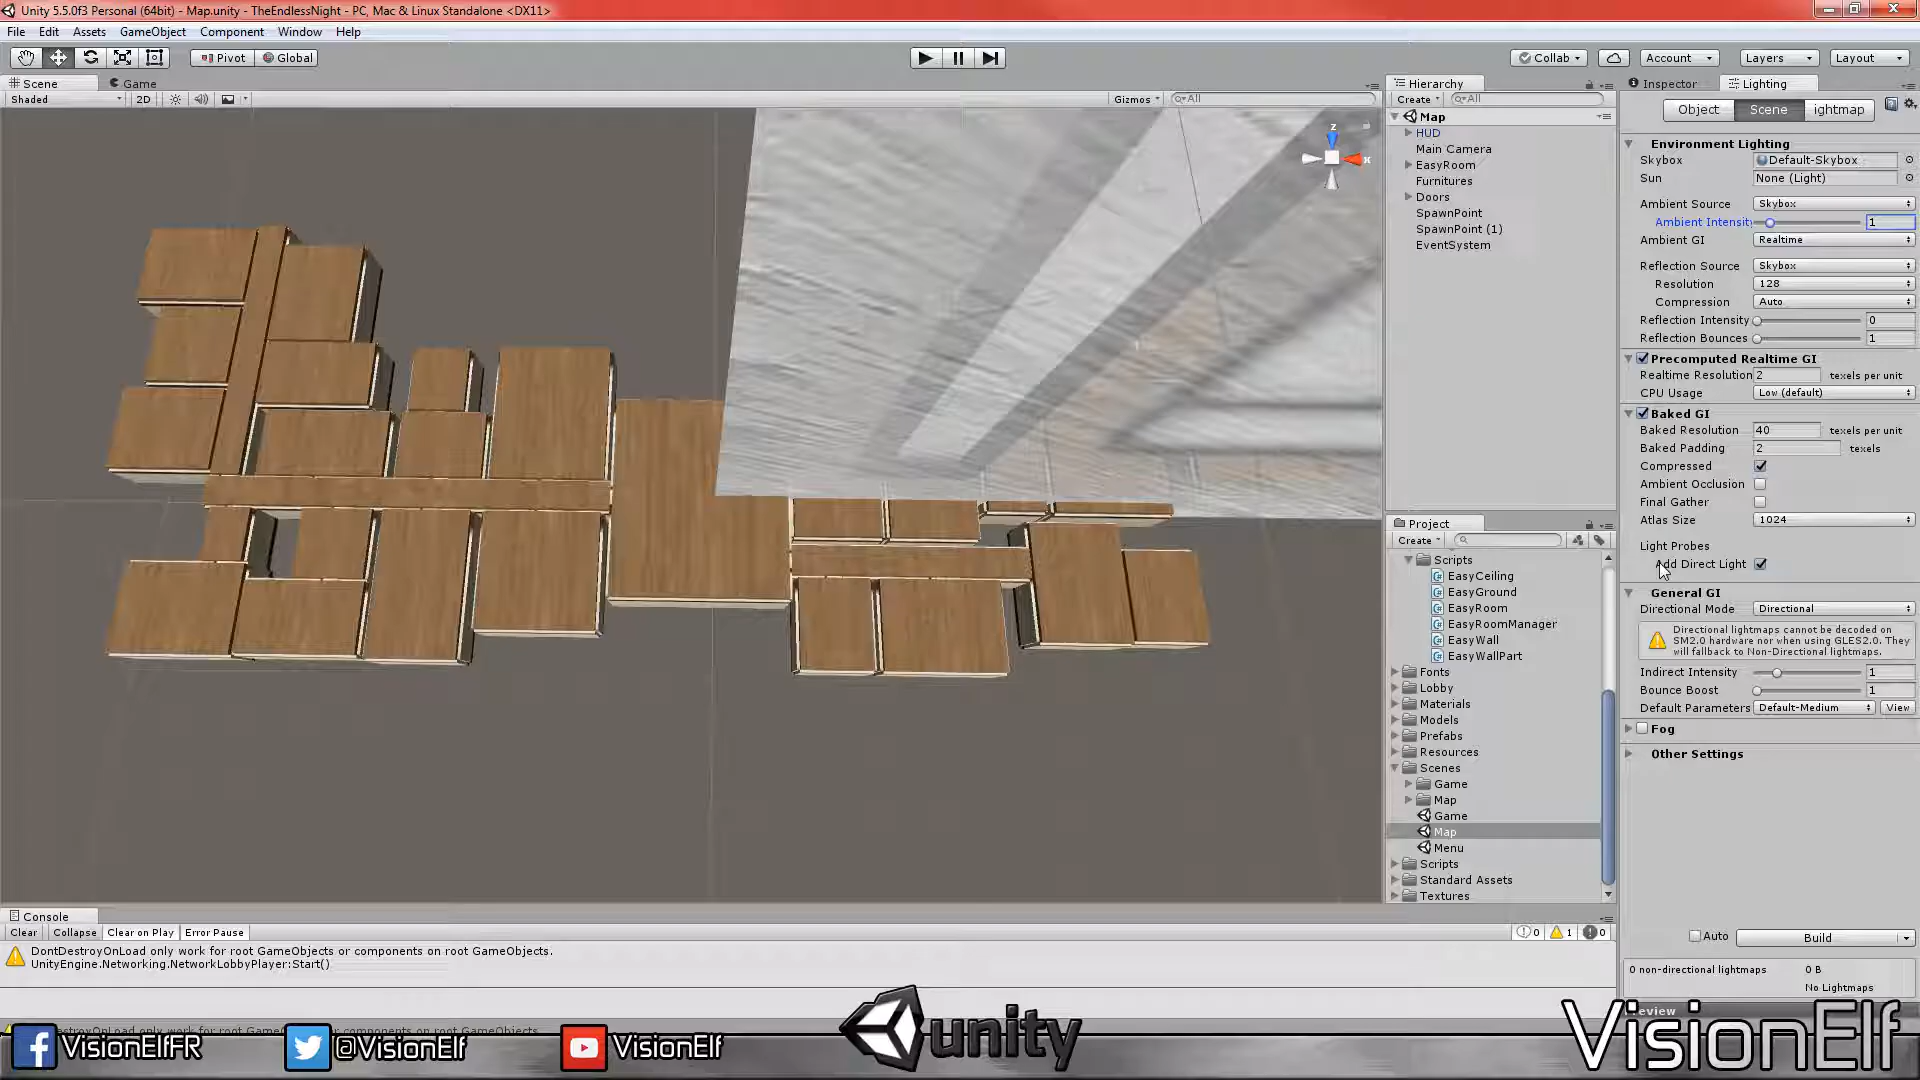 Unity 5.5.0f3 Personal (64bit) - Map.unity - TheEndlessNight - PC, Mac & Linux Standalone <DX11>
File Edit Assets GameObject Component Window Help
Pivot Global Collab Account Layers Layout
Scene Game
Shaded 2D Gizmos All
Hierarchy
Create All
Map
HUD
Main Camera
EasyRoom
Furnitures
Doors
SpawnPoint
SpawnPoint (1)
EventSystem
Project
Create
Scripts
EasyCeiling
EasyGround
EasyRoom
EasyRoomManager
EasyWall
EasyWallPart
Fonts
Lobby
Materials
Models
Prefabs
Resources
Scenes
Game
Map
Game
Map
Menu
Scripts
Standard Assets
Textures
Inspector Lighting
Object Scene ightmap
Environment Lighting
Skybox Default-Skybox
Sun None (Light)
Ambient Source Skybox
Ambient Intensit 1
Ambient GI Realtime
Reflection Source Skybox
Resolution 128
Compression Auto
Reflection Intensity 0
Reflection Bounces 1
Precomputed Realtime GI
Realtime Resolution 2 texels per unit
CPU Usage Low (default)
Baked GI
Baked Resolution 40 texels per unit
Baked Padding 2 texels
Compressed
Ambient Occlusion
Final Gather
Atlas Size 1024
Light Probes
Add Direct Light
General GI
Directional Mode Directional
Directional lightmaps cannot be decoded on
SM2.0 hardware nor when using GLES2.0. They
will fallback to Non-Directional lightmaps.
Indirect Intensity 1
Bounce Boost 1
Default Parameters Default-Medium View
Fog
Other Settings
Auto Build
0 non-directional lightmaps 0 B
No Lightmaps
Preview
Console
Clear Collapse Clear on Play Error Pause 0 1 0
DontDestroyOnLoad only work for root GameObjects or components on root GameObjects.
UnityEngine.Networking.NetworkLobbyPlayer:Start()
VisionElfFR @VisionElf VisionElf unity VisionElf